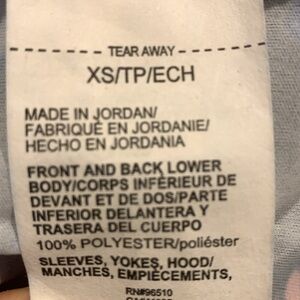 TEAR AWAY
XS/TP/ECH
MADE IN JORDAN/
FABRIQUÉ EN JORDANIE/
HECHO EN JORDANIA
FRONT AND BACK LOWER
BODY/CORPS INFÉRIEUR DE
DEVANT ET DE DOS/PARTE
INFERIOR DELANTERA Y
TRASERA DEL CUERPO
100% POLYESTER/poliéster
SLEEVES, YOKES, HOOD/
MANCHES, EMPIÈCEMENTS,
RN#96510